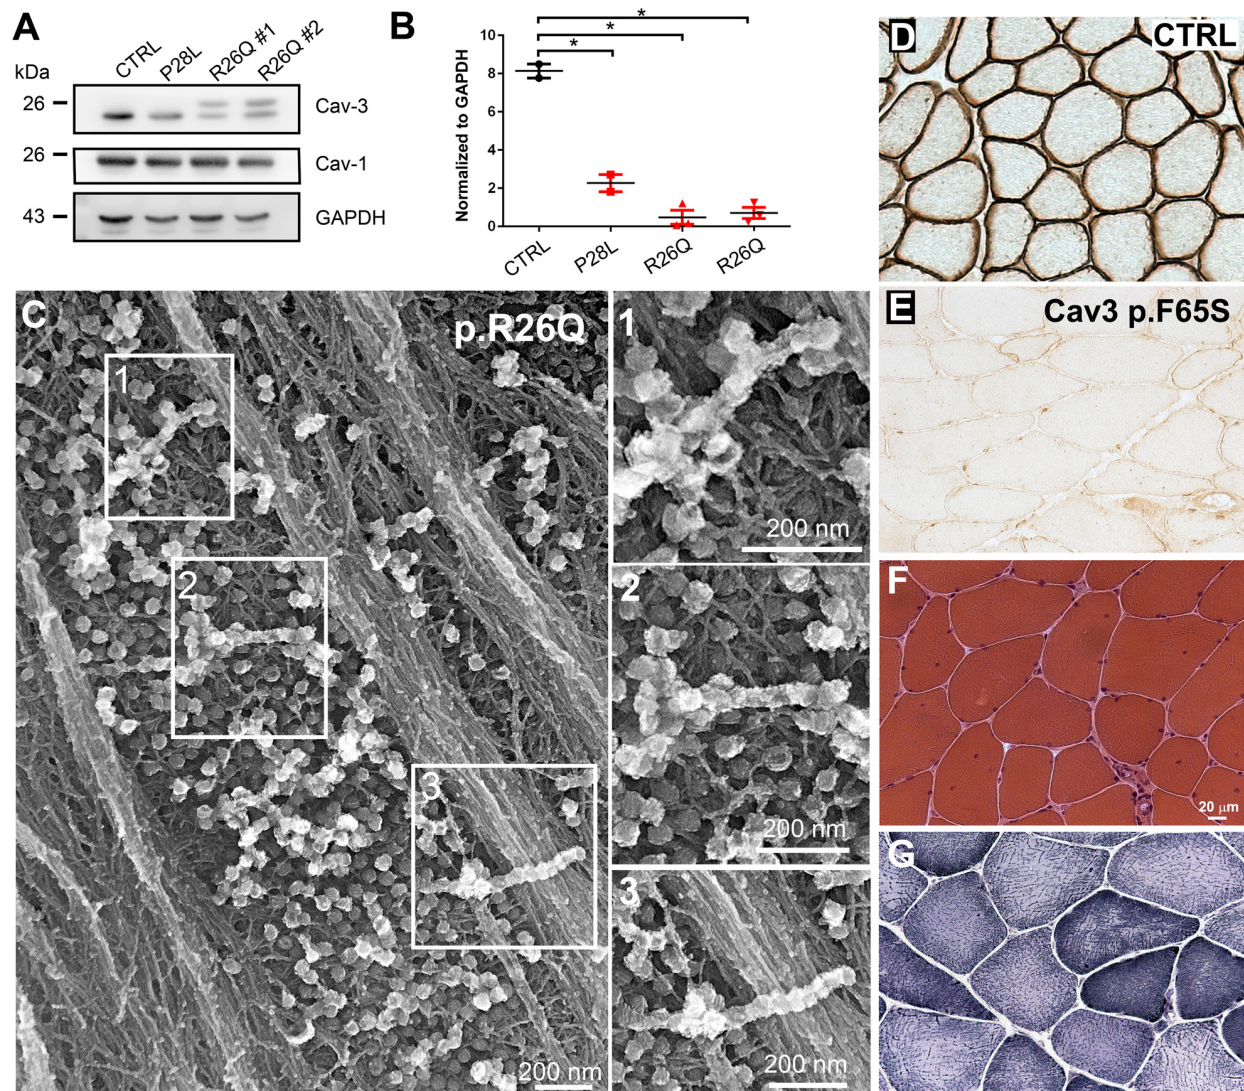 A
CTRL
P28L
R26Q #1
R26Q #2
kDa
26
Cav-3
26
Cav-1
43
GAPDH
B
* 
*
*
Normalized to GAPDH
10
8
6
4
2
0
CTRL
P28L
R26Q
R26Q
C
p.R26Q
1
2
3
200 nm
1
200 nm
2
200 nm
3
200 nm
D
CTRL
E
Cav3 p.F65S
F
20 µm
G